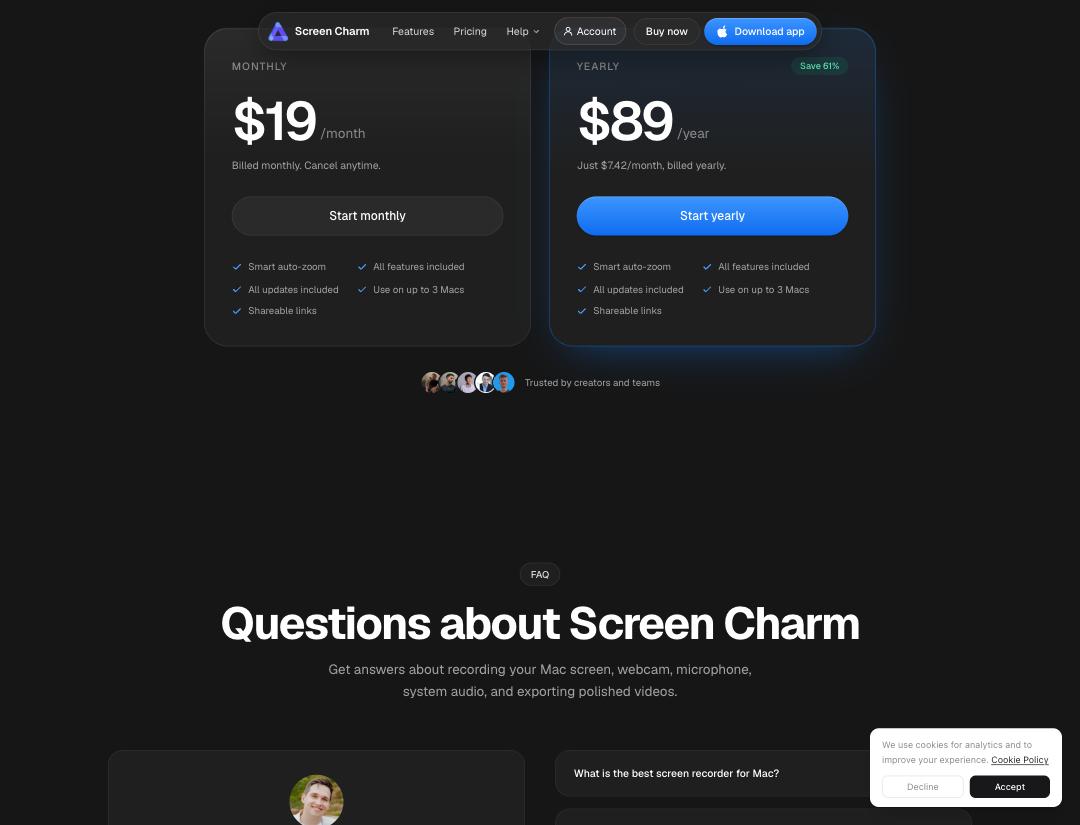 Screen Charm
Features
Pricing
Help
Account
Buy now
Download app
MONTHLY
$19 /month
Billed monthly. Cancel anytime.
Start monthly
Smart auto-zoom
All features included
All updates included
Use on up to 3 Macs
Shareable links
YEARLY
Save 61%
$89 /year
Just $7.42/month, billed yearly.
Start yearly
Smart auto-zoom
All features included
All updates included
Use on up to 3 Macs
Shareable links
Trusted by creators and teams
FAQ
Questions about Screen Charm
Get answers about recording your Mac screen, webcam, microphone,
system audio, and exporting polished videos.
What is the best screen recorder for Mac?
We use cookies for analytics and to
improve your experience. Cookie Policy
Decline
Accept